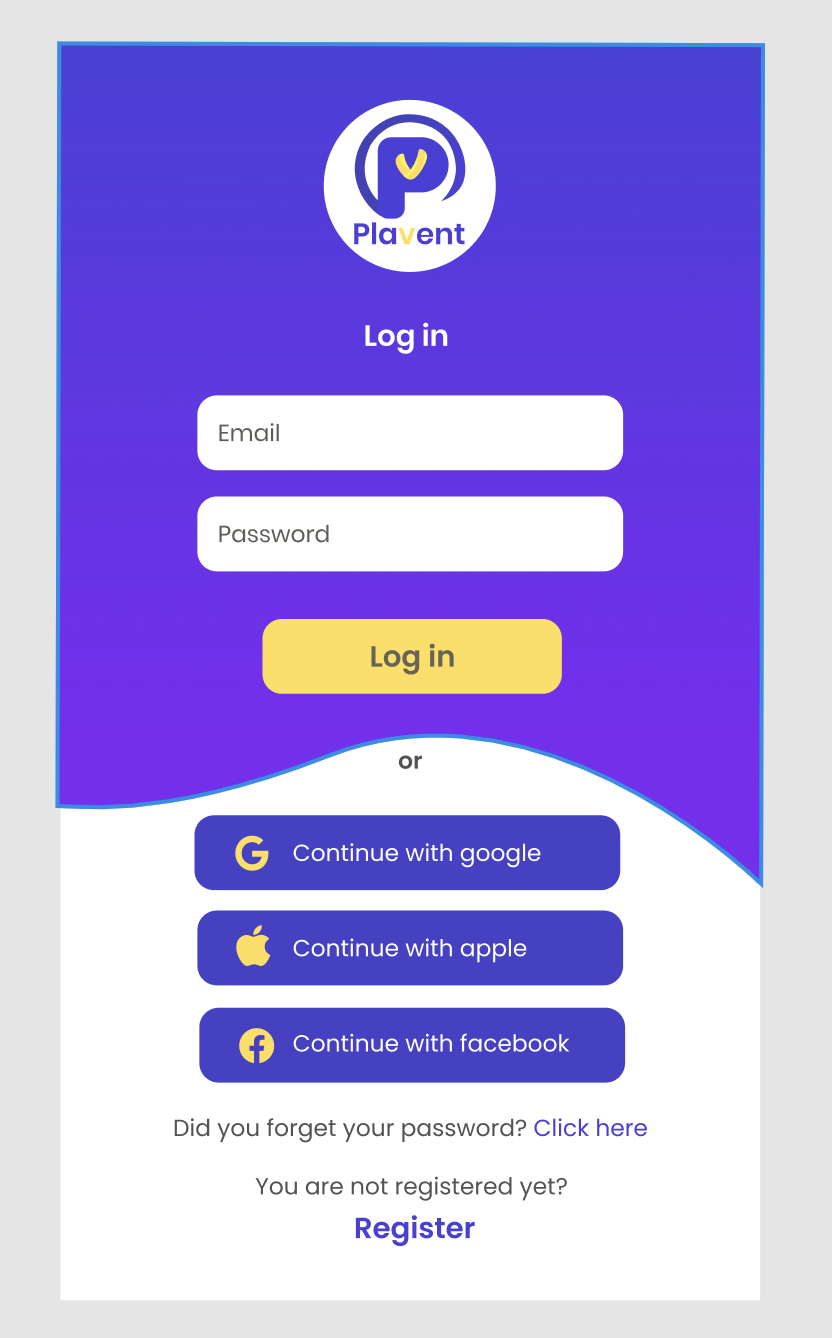 Plavent
Log in
Email
Password
Log in
or
Continue with google
Continue with apple
Continue with facebook
Did you forget your password? Click here
You are not registered yet?
Register